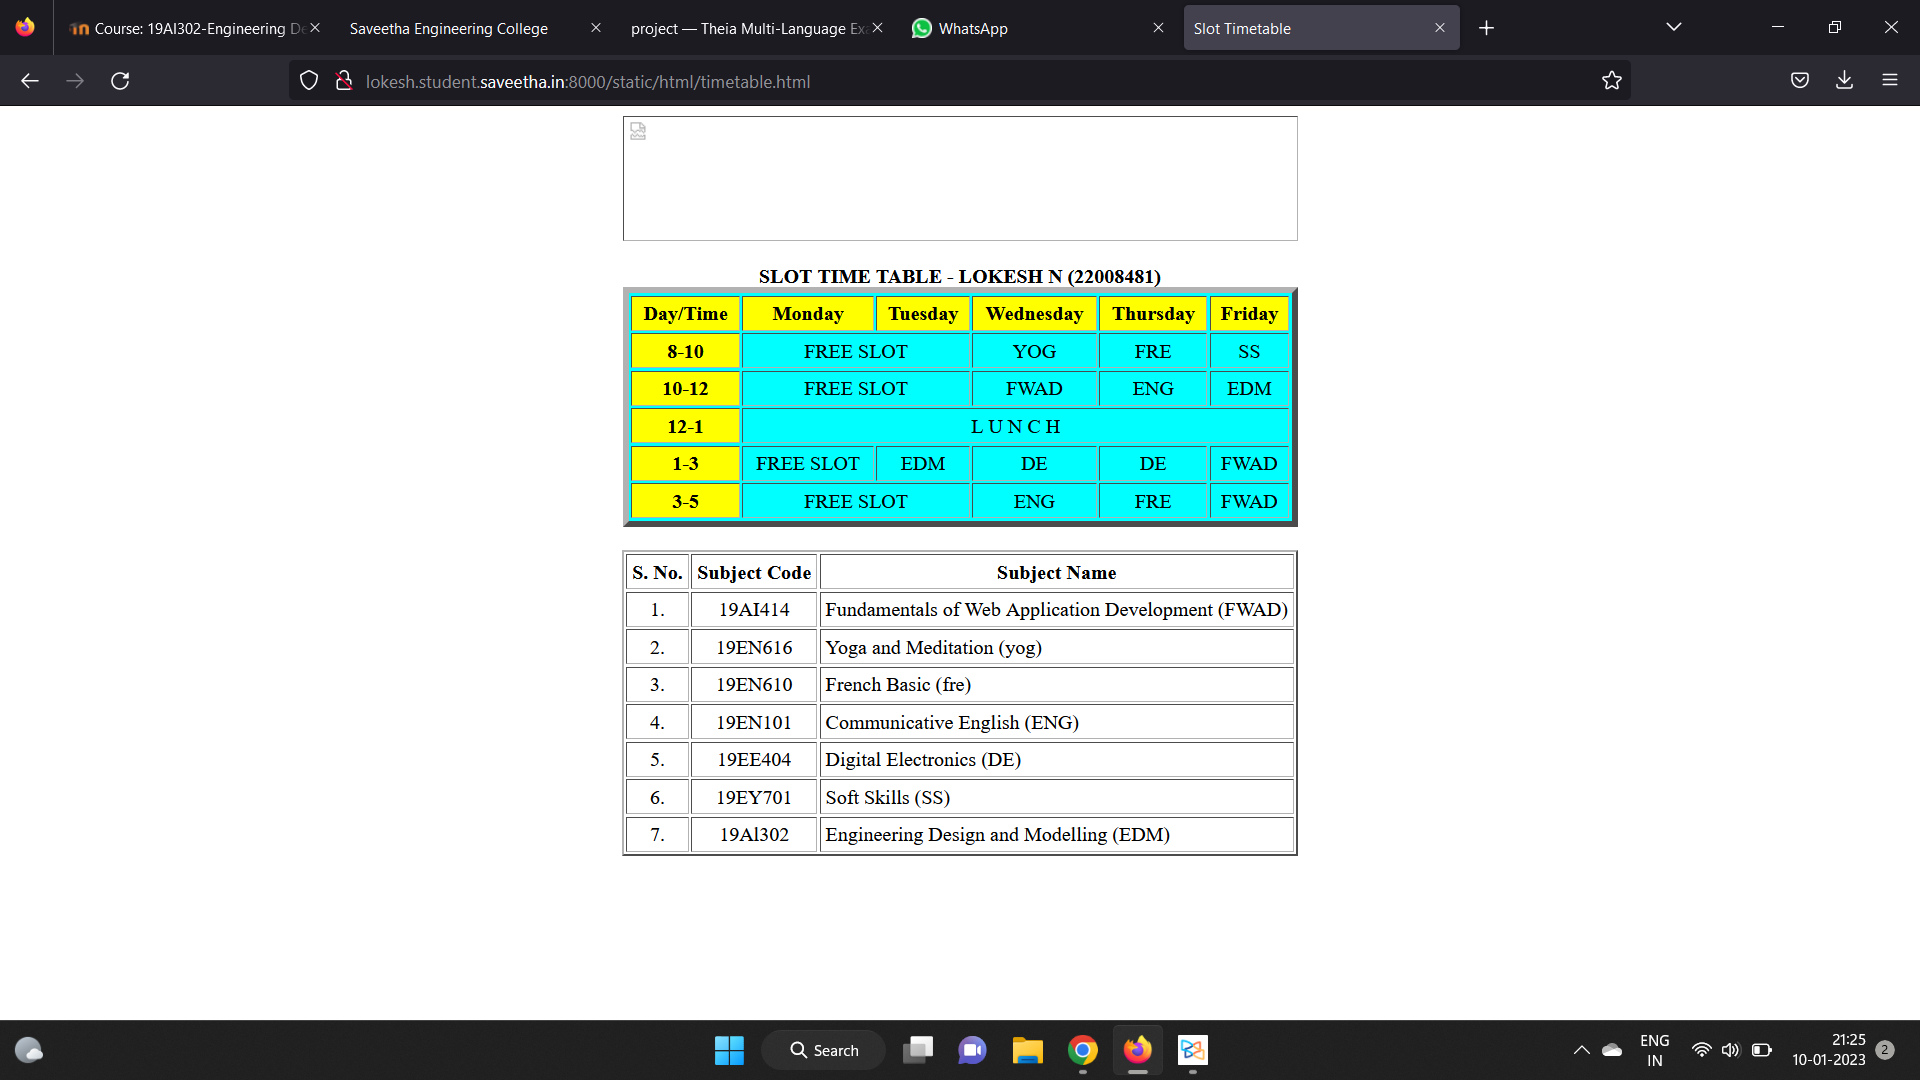 Course: 19AI302-Engineering De
Saveetha Engineering College
project — Theia Multi-Language Exa
WhatsApp
Slot Timetable
lokesh.student.saveetha.in:8000/static/html/timetable.html
SLOT TIME TABLE - LOKESH N (22008481)
Day/Time Monday Tuesday Wednesday Thursday Friday
8-10 FREE SLOT YOG FRE SS
10-12 FREE SLOT FWAD ENG EDM
12-1 L U N C H
1-3 FREE SLOT EDM DE DE FWAD
3-5 FREE SLOT ENG FRE FWAD
S. No. Subject Code Subject Name
1. 19AI414 Fundamentals of Web Application Development (FWAD)
2. 19EN616 Yoga and Meditation (yog)
3. 19EN610 French Basic (fre)
4. 19EN101 Communicative English (ENG)
5. 19EE404 Digital Electronics (DE)
6. 19EY701 Soft Skills (SS)
7. 19Al302 Engineering Design and Modelling (EDM)
Search
ENG
IN
21:25
10-01-2023
2